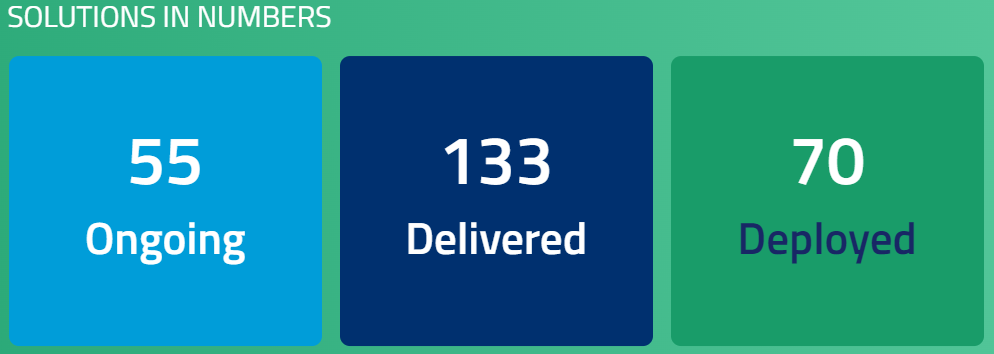 SOLUTIONS IN NUMBERS
55
Ongoing
133
Delivered
70
Deployed